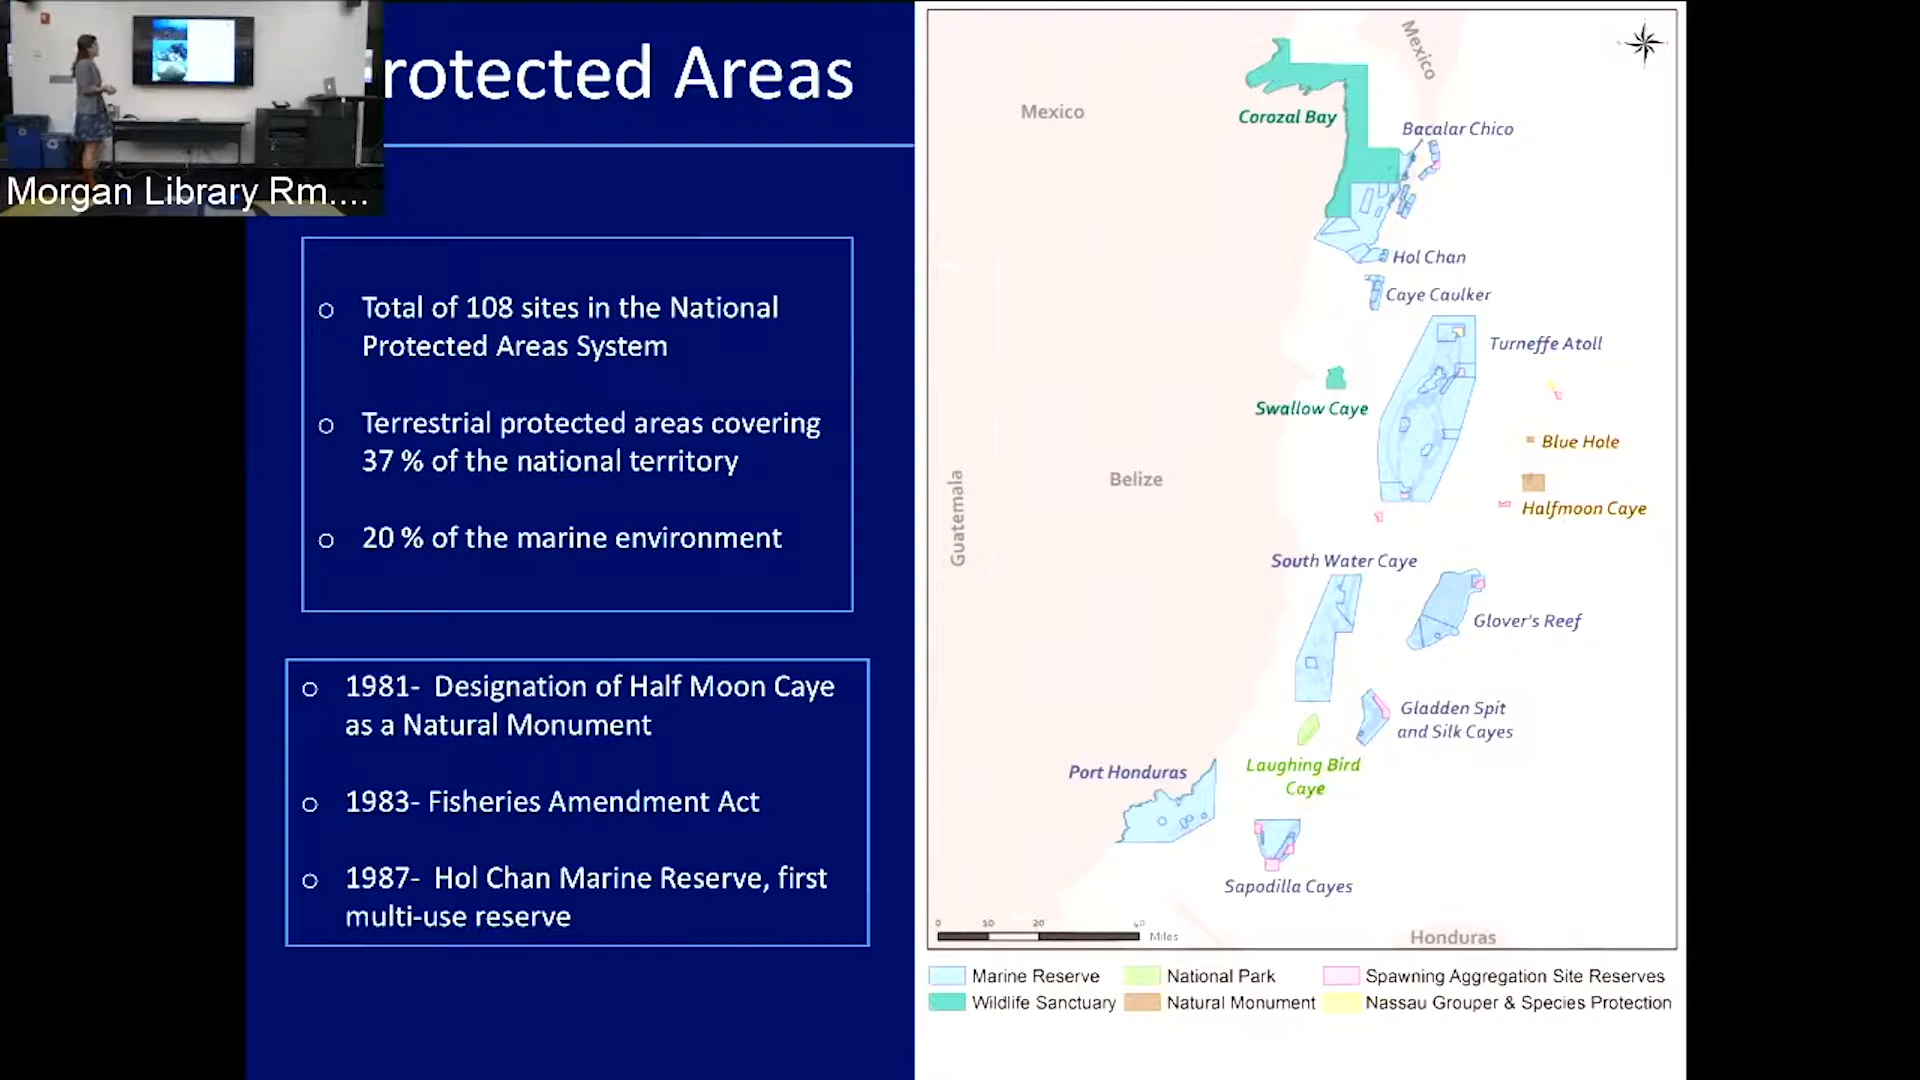 rotected Areas
Morgan Library Rm....
o Total of 108 sites in the National
Protected Areas System
o Terrestrial protected areas covering
37 % of the national territory
o 20 % of the marine environment
o 1981- Designation of Half Moon Caye
as a Natural Monument
o 1983- Fisheries Amendment Act
o 1987- Hol Chan Marine Reserve, first
multi-use reserve
Mexico
Mexico
Corozal Bay
Bacalar Chico
Hol Chan
Caye Caulker
Turneffe Atoll
Swallow Caye
Blue Hole
Guatemala
Belize
Halfmoon Caye
South Water Caye
Glover's Reef
Gladden Spit
and Silk Cayes
Port Honduras
Laughing Bird
Caye
Sapodilla Cayes
0 10 20 40
Miles
Honduras
Marine Reserve
National Park
Spawning Aggregation Site Reserves
Wildlife Sanctuary
Natural Monument
Nassau Grouper & Species Protection